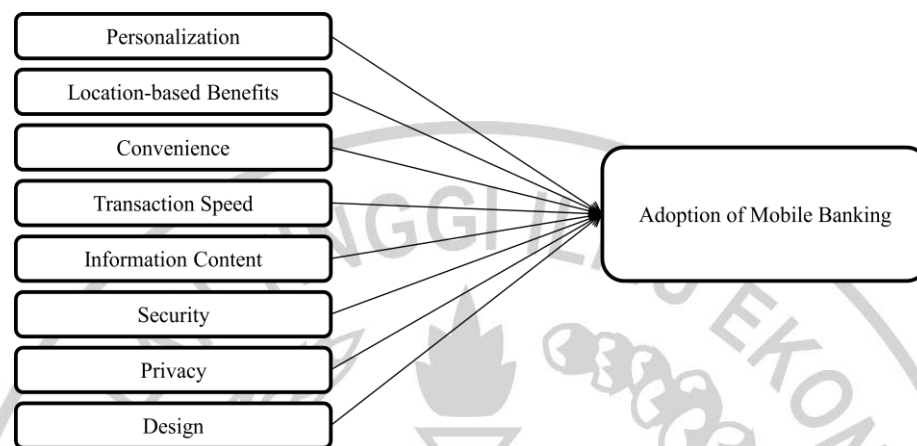 Personalization
Location-based Benefits
Convenience
Transaction Speed
Information Content
Security
Privacy
Design
Adoption of Mobile Banking